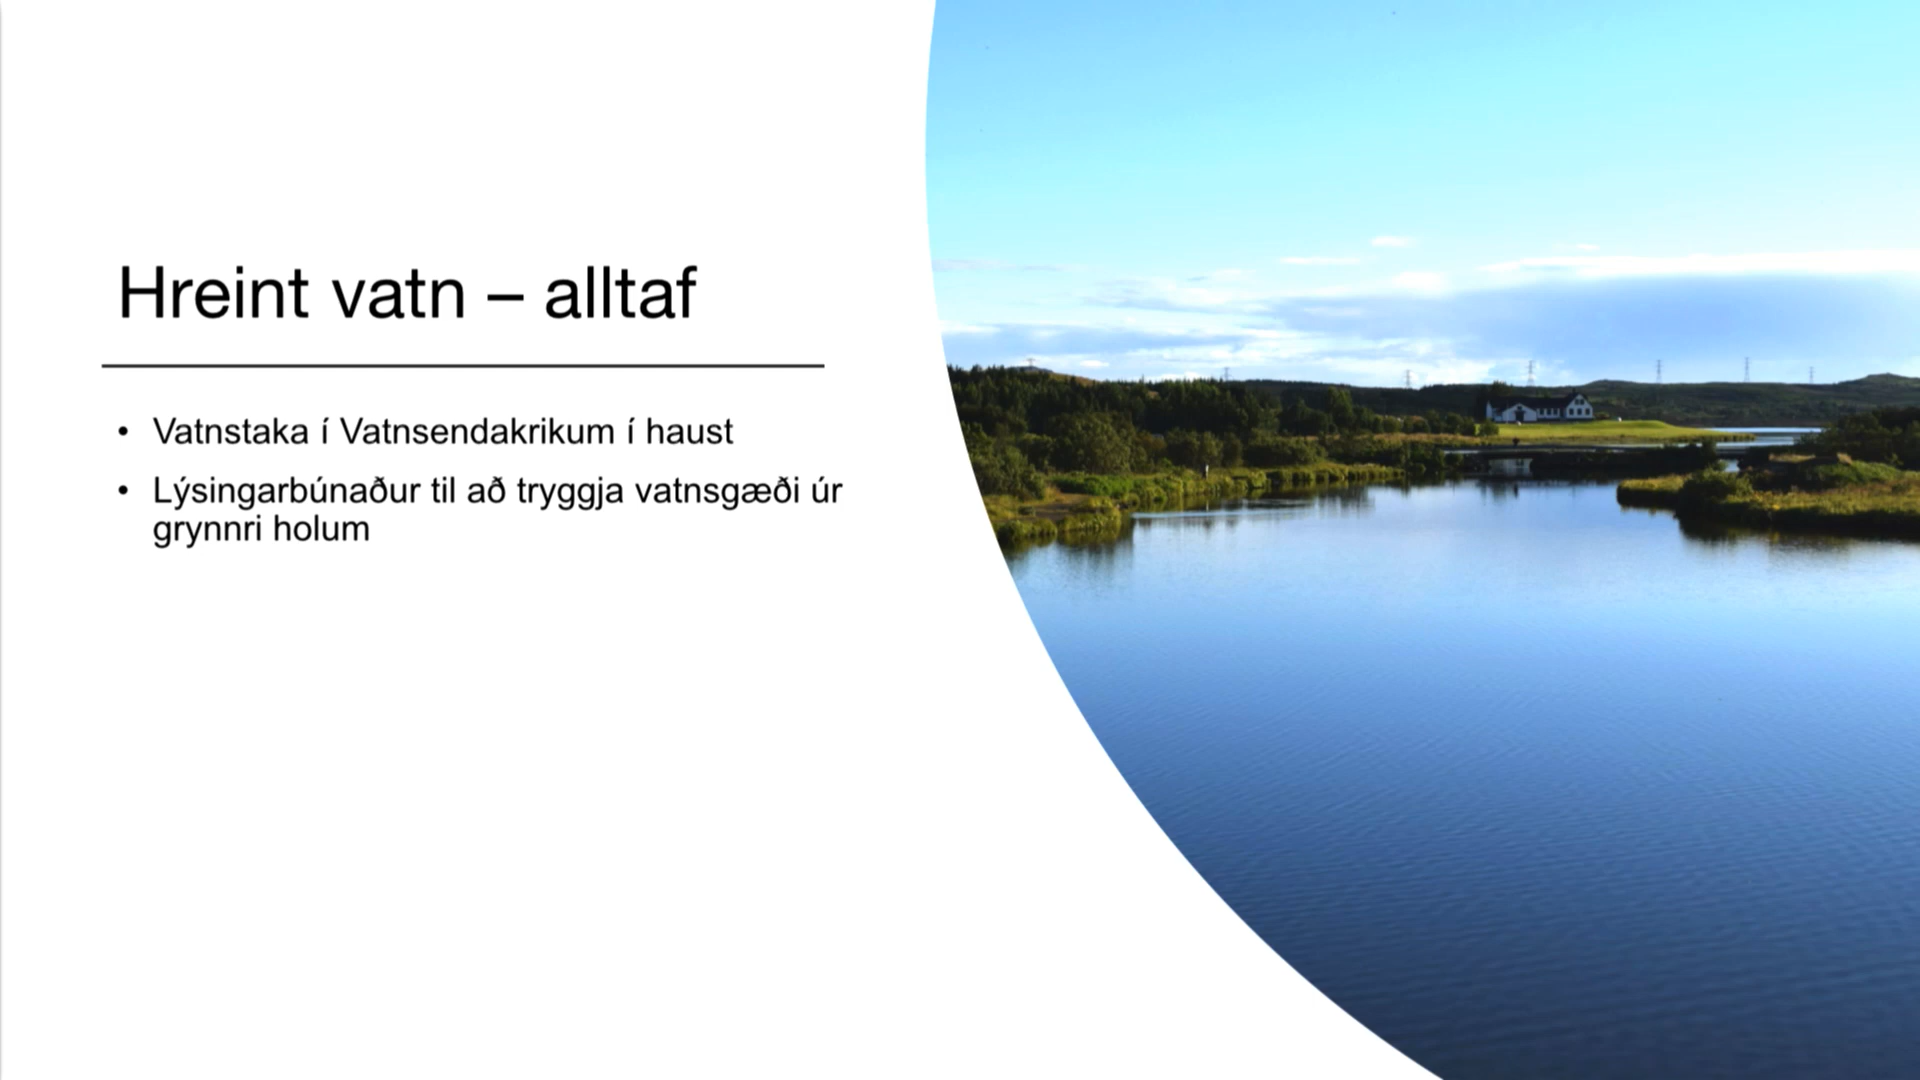 Hreint vatn – alltaf
• Vatnstaka í Vatnsendakrikum í haust
• Lýsingarbúnaður til að tryggja vatnsgæði úr
grynnri holum